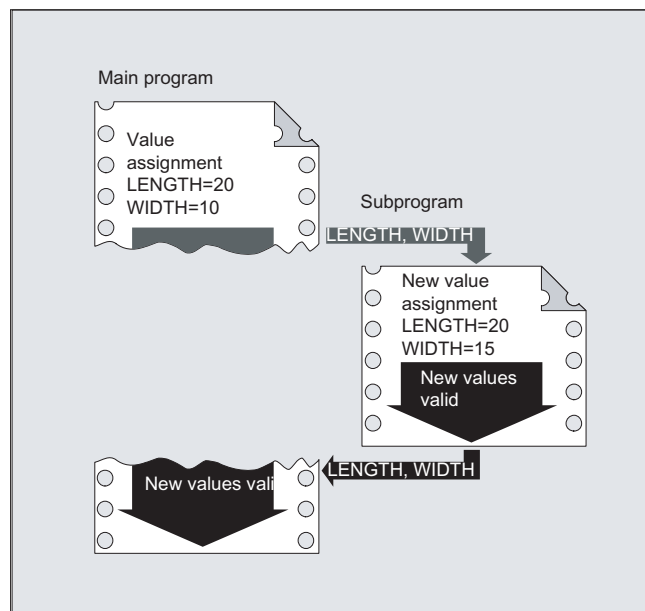 Main program
Value
assignment
LENGTH=20
WIDTH=10
Subprogram
LENGTH, WIDTH
New value
assignment
LENGTH=20
WIDTH=15
New values
valid
LENGTH, WIDTH
New values vali